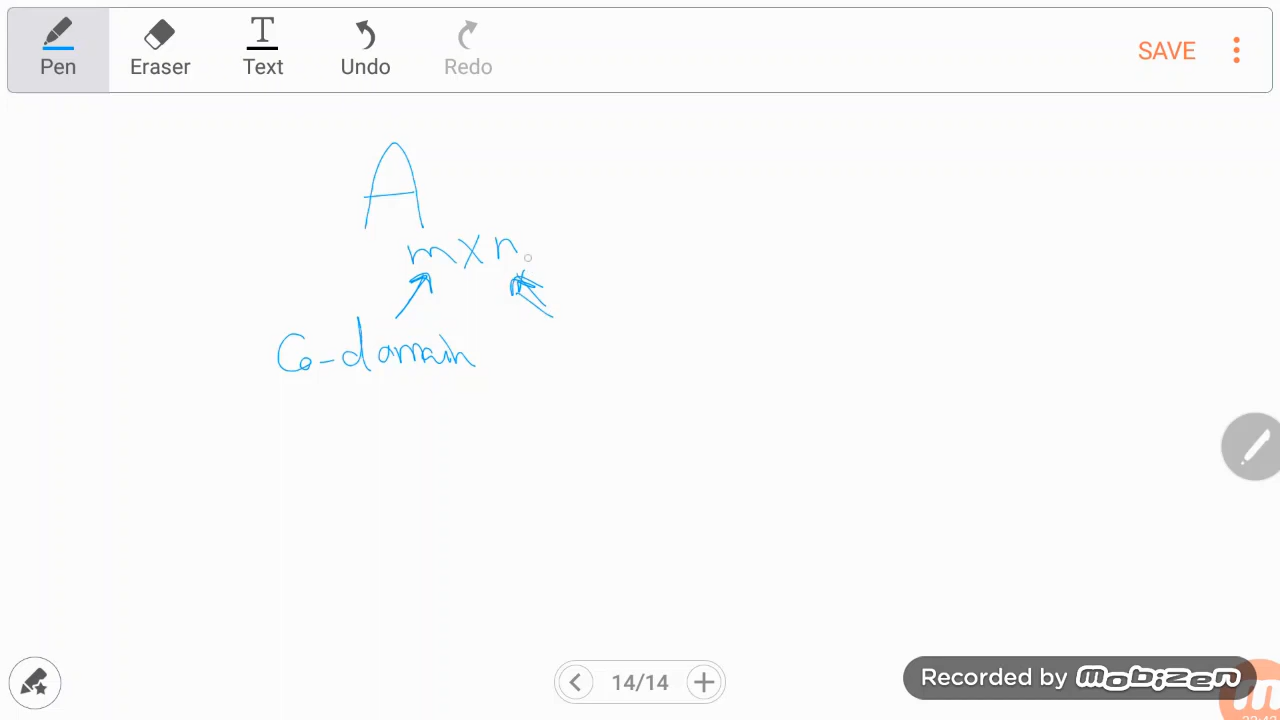 Pen Eraser Text Undo Redo SAVE
A
m×n
Co-domain
14/14
Recorded by mobizen